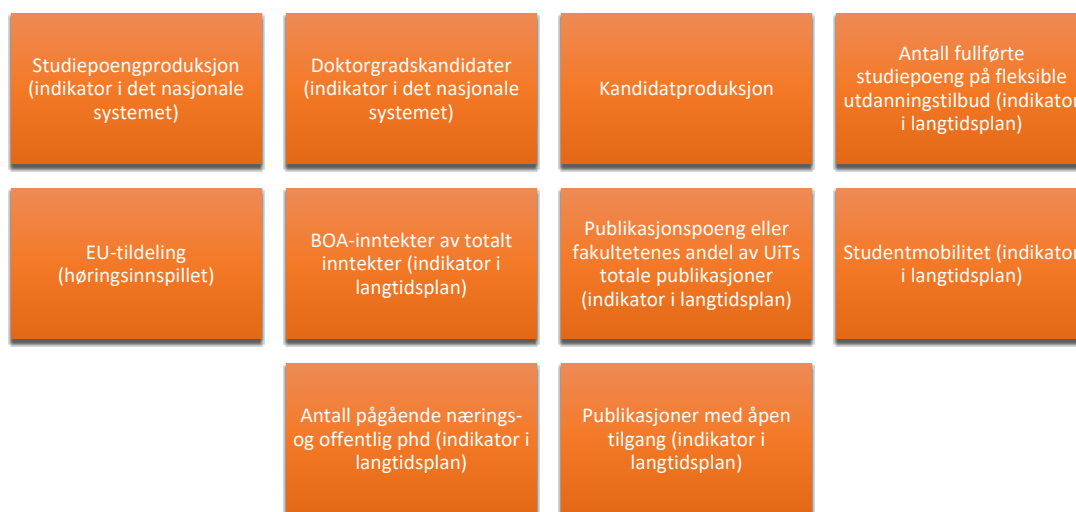 Studiepoengproduksjon
(indikator i det nasjonale
systemet)
Doktorgradskandidater
(indikator i det nasjonale
systemet)
Kandidatproduksjon
Antall fullførte
studiepoeng på fleksible
utdanningstilbud (indikator
i langtidsplan)
EU-tildeling
(høringsinnspillet)
BOA-inntekter av totalt
inntekter (indikator i
langtidsplan)
Publikasjonspoeng eller
fakultetenes andel av UiTs
totale publikasjoner
(indikator i langtidsplan)
Studentmobilitet (indikator
i langtidsplan)
Antall pågående nærings-
og offentlig phd (indikator i
langtidsplan)
Publikasjoner med åpen
tilgang (indikator i
langtidsplan)